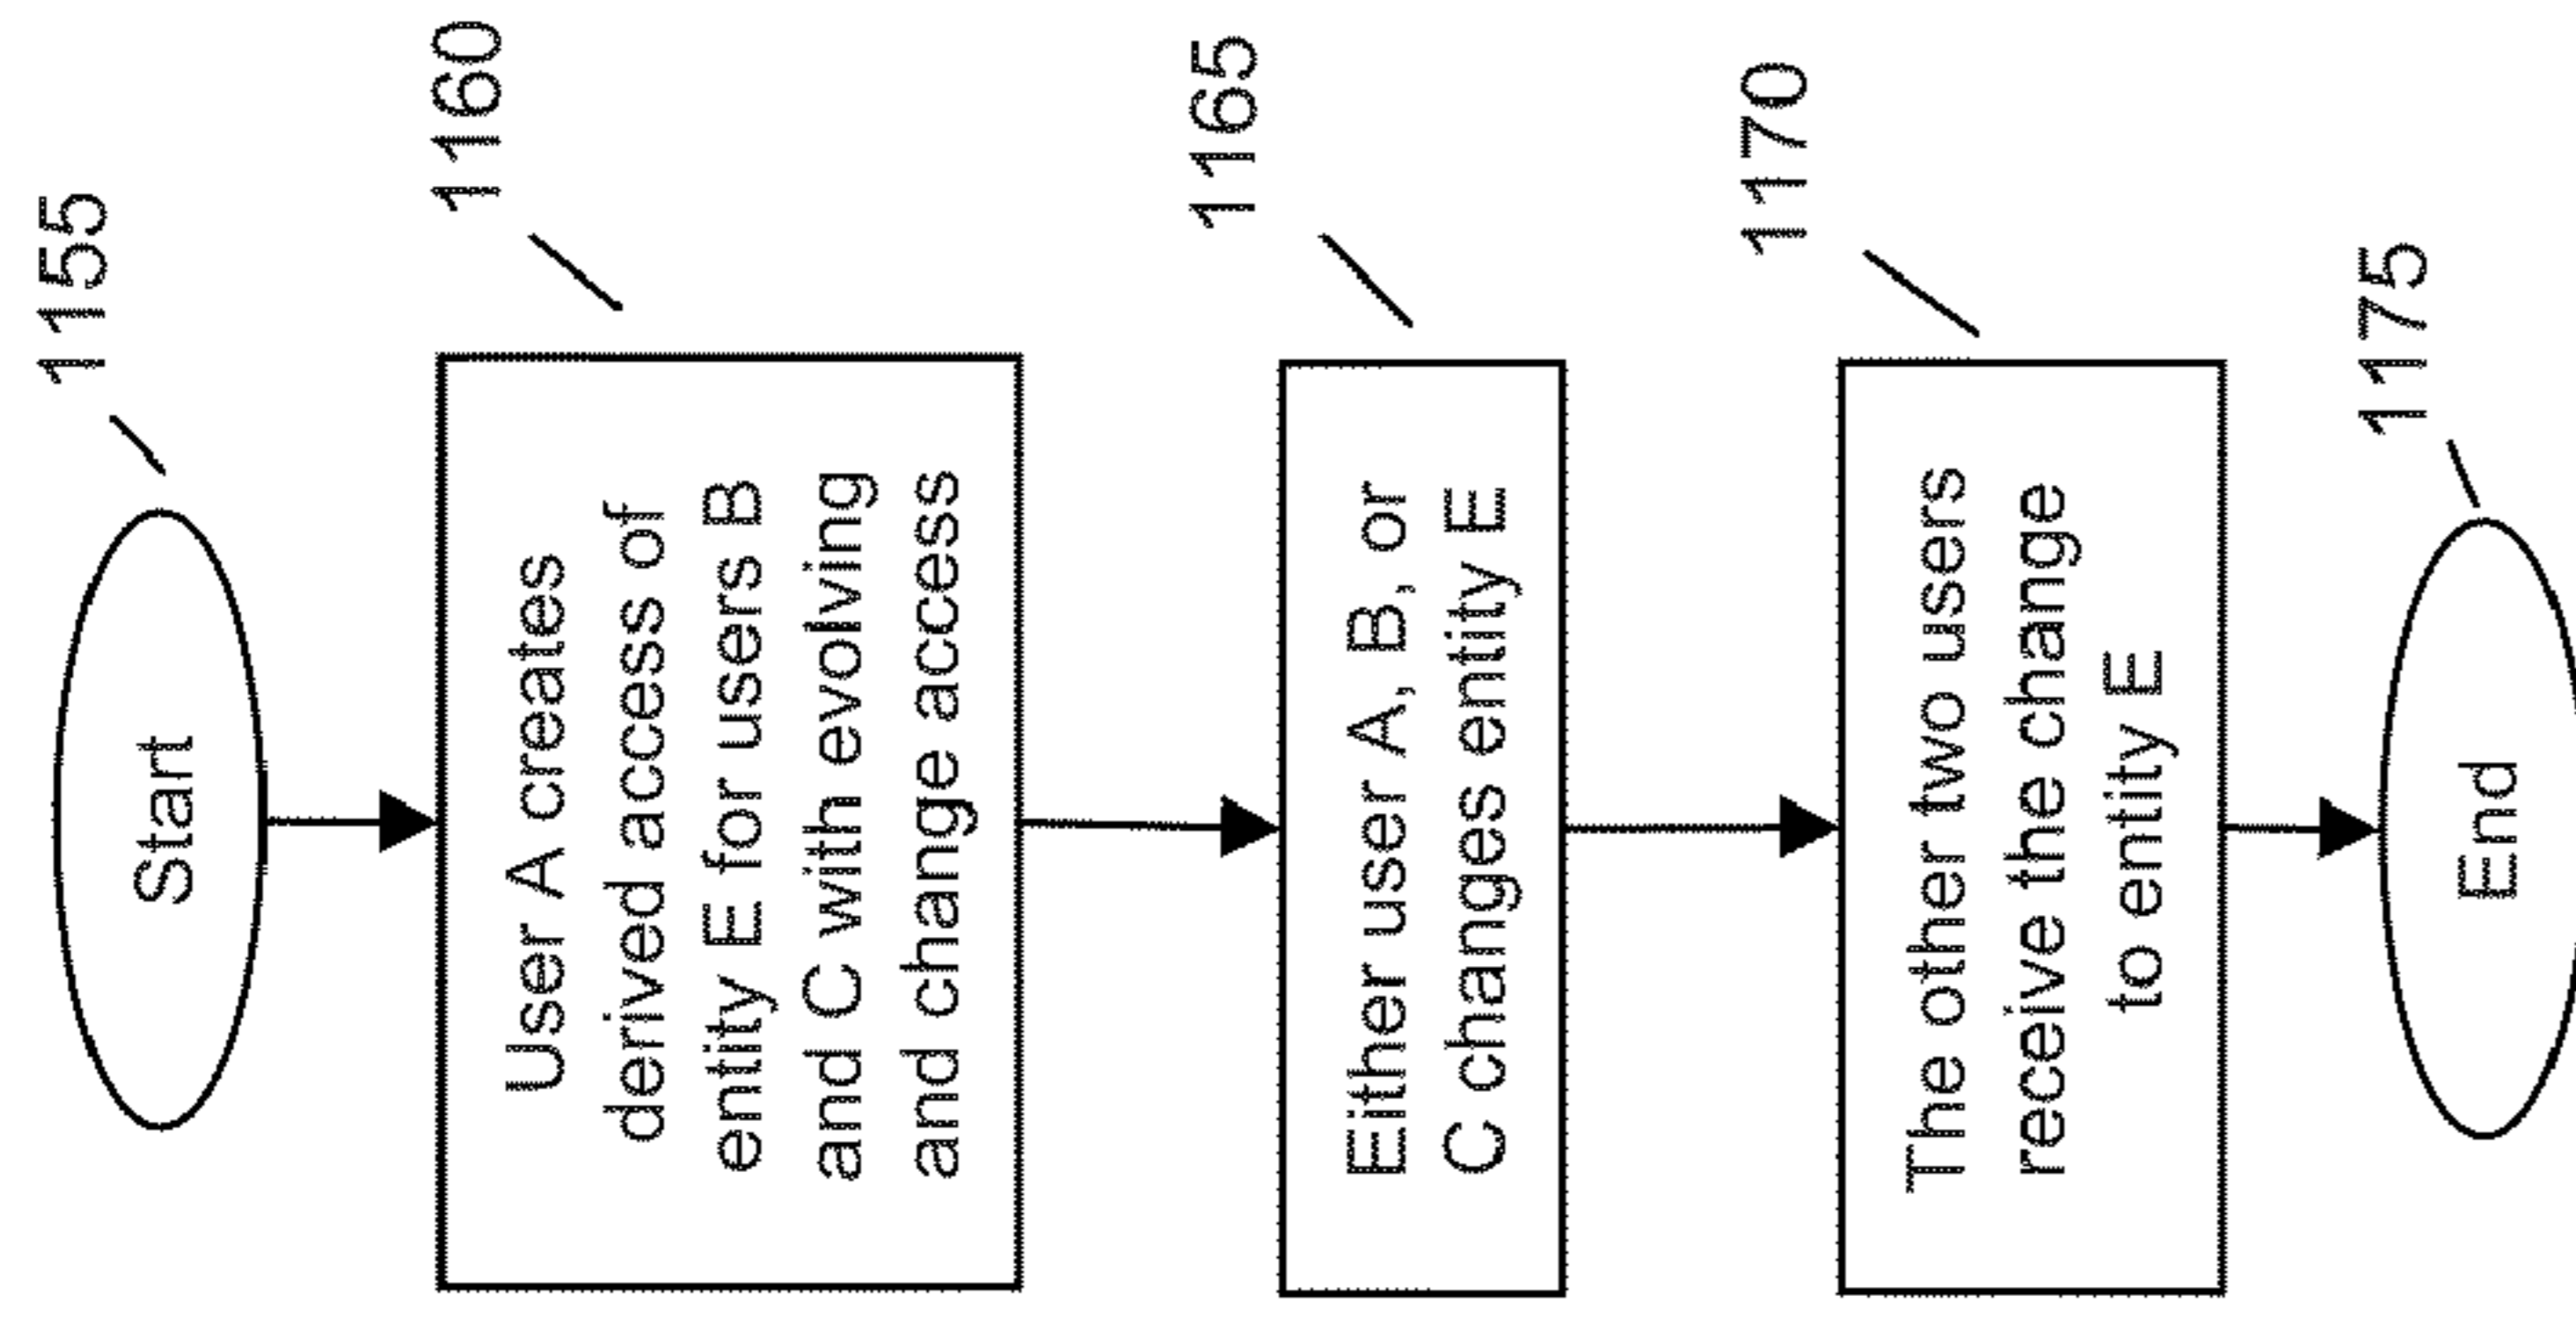 1155
Start
1160
User A creates
derived access of
entity E for users B
and C with evolving
and change access
1165
Either user A, B, or
C changes entity E
1170
The other two users
receive the change
to entity E
1175
End